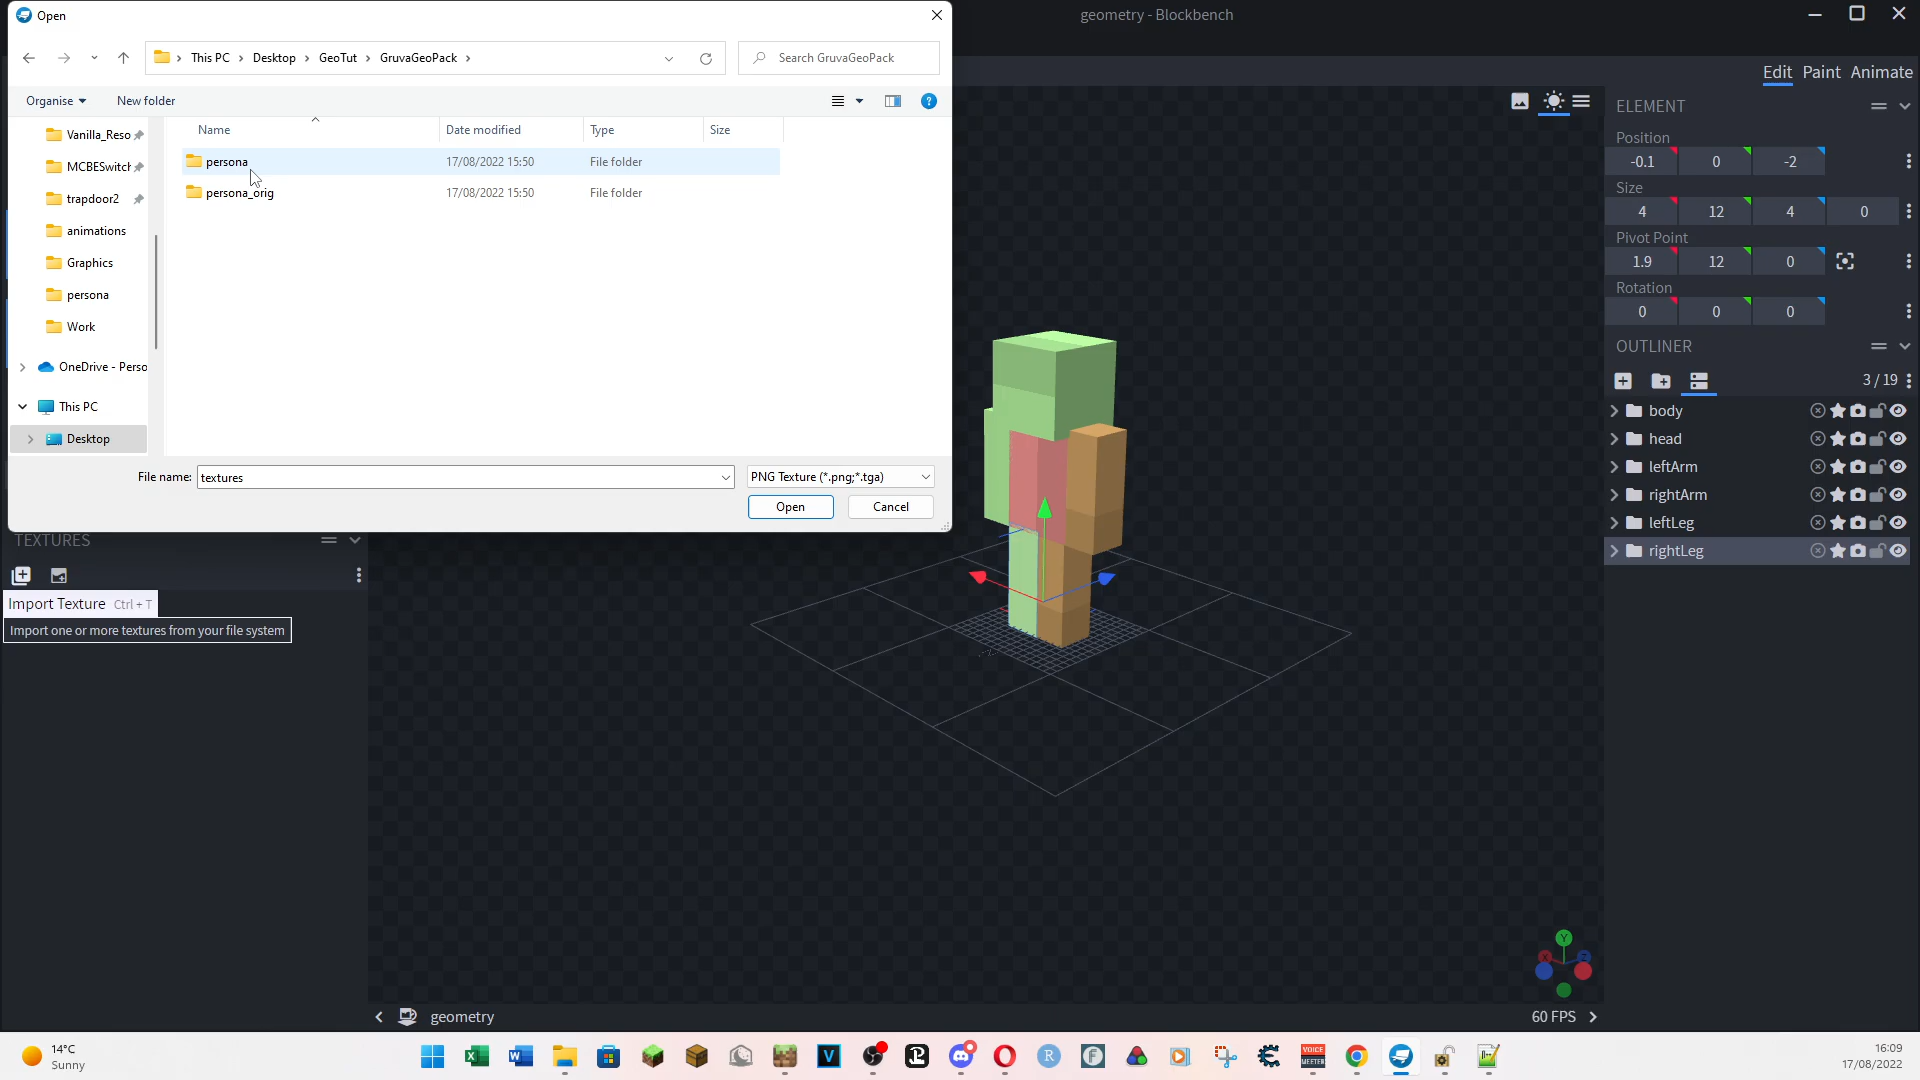 Open
geometry - Blockbench
This PC > Desktop > GeoTut > GruvaGeoPack >
Search GruvaGeoPack
Organise
New folder
Name
Date modified
Type
Size
persona
17/08/2022 15:50
File folder
persona_orig
17/08/2022 15:50
File folder
Vanilla_Reso
MCBESwitch
trapdoor2
animations
Graphics
persona
Work
OneDrive - Perso
This PC
Desktop
File name:
textures
PNG Texture (*.png;*.tga)
Open
Cancel
Edit
Paint
Animate
ELEMENT
Position
-0.1
0
-2
Size
4
12
4
0
Pivot Point
1.9
12
0
Rotation
0
0
0
OUTLINER
3 / 19
body
head
leftArm
rightArm
leftLeg
rightLeg
TEXTURES
Import Texture Ctrl + T
Import one or more textures from your file system
Y
geometry
60 FPS
14°C
Sunny
VOICE
MEETER
16:09
17/08/2022